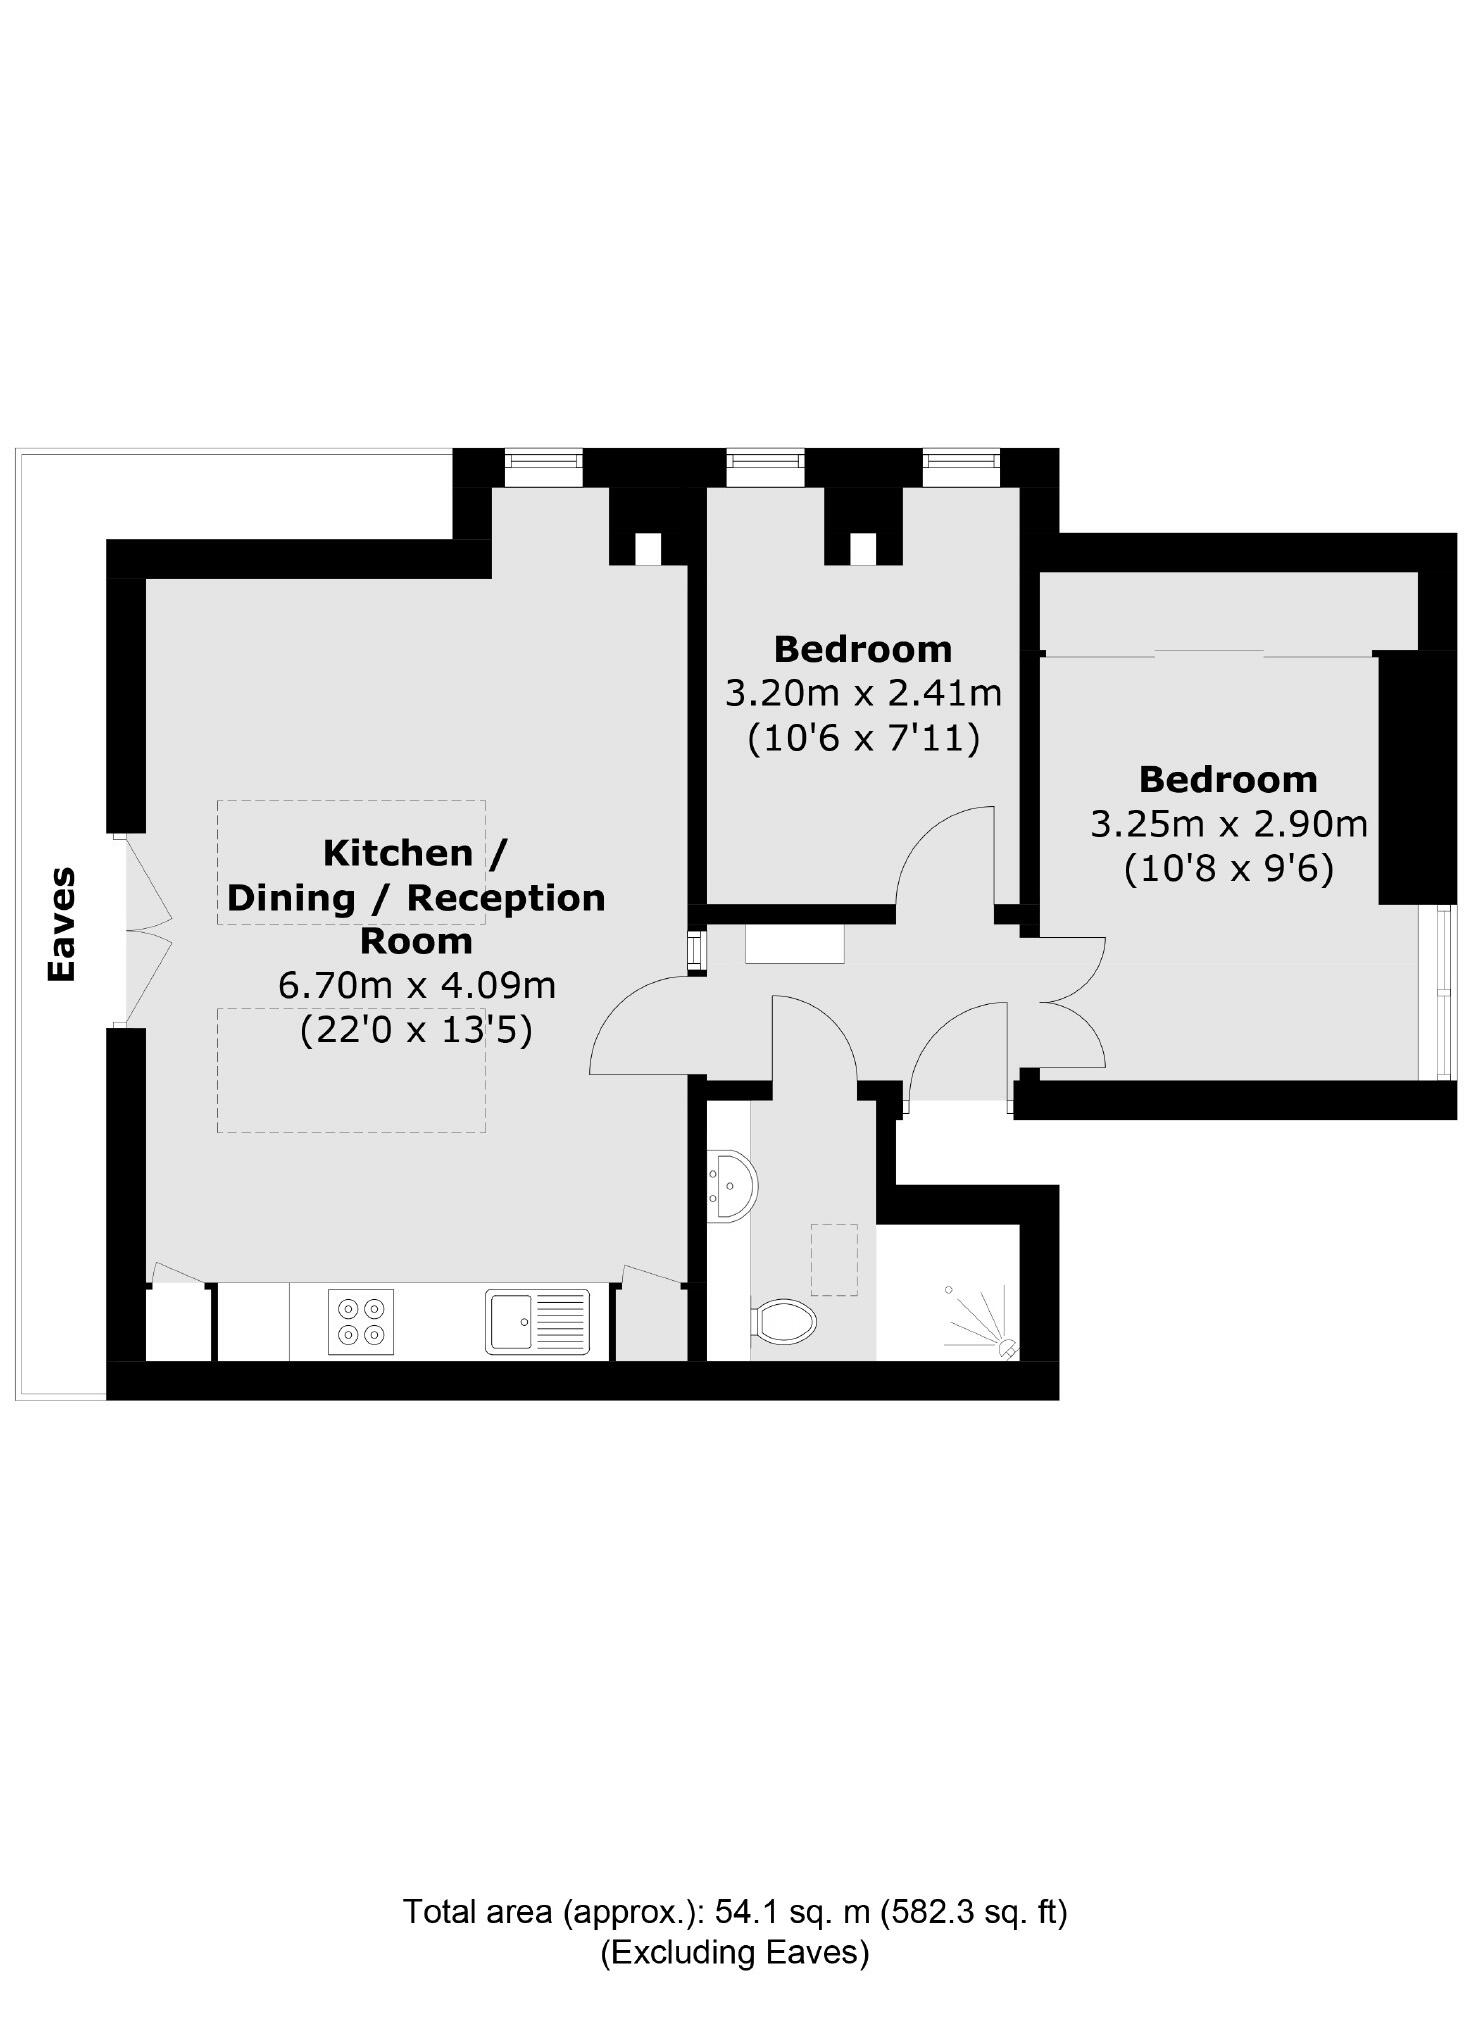 Bedroom
3.20m x 2.41m
(10'6 x 7'11)
Bedroom
3.25m x 2.90m
(10'8 x 9'6)
Kitchen /
Dining / Reception
Room
6.70m x 4.09m
(22'0 x 13'5)
Eaves
Total area (approx.): 54.1 sq. m (582.3 sq. ft)
(Excluding Eaves)